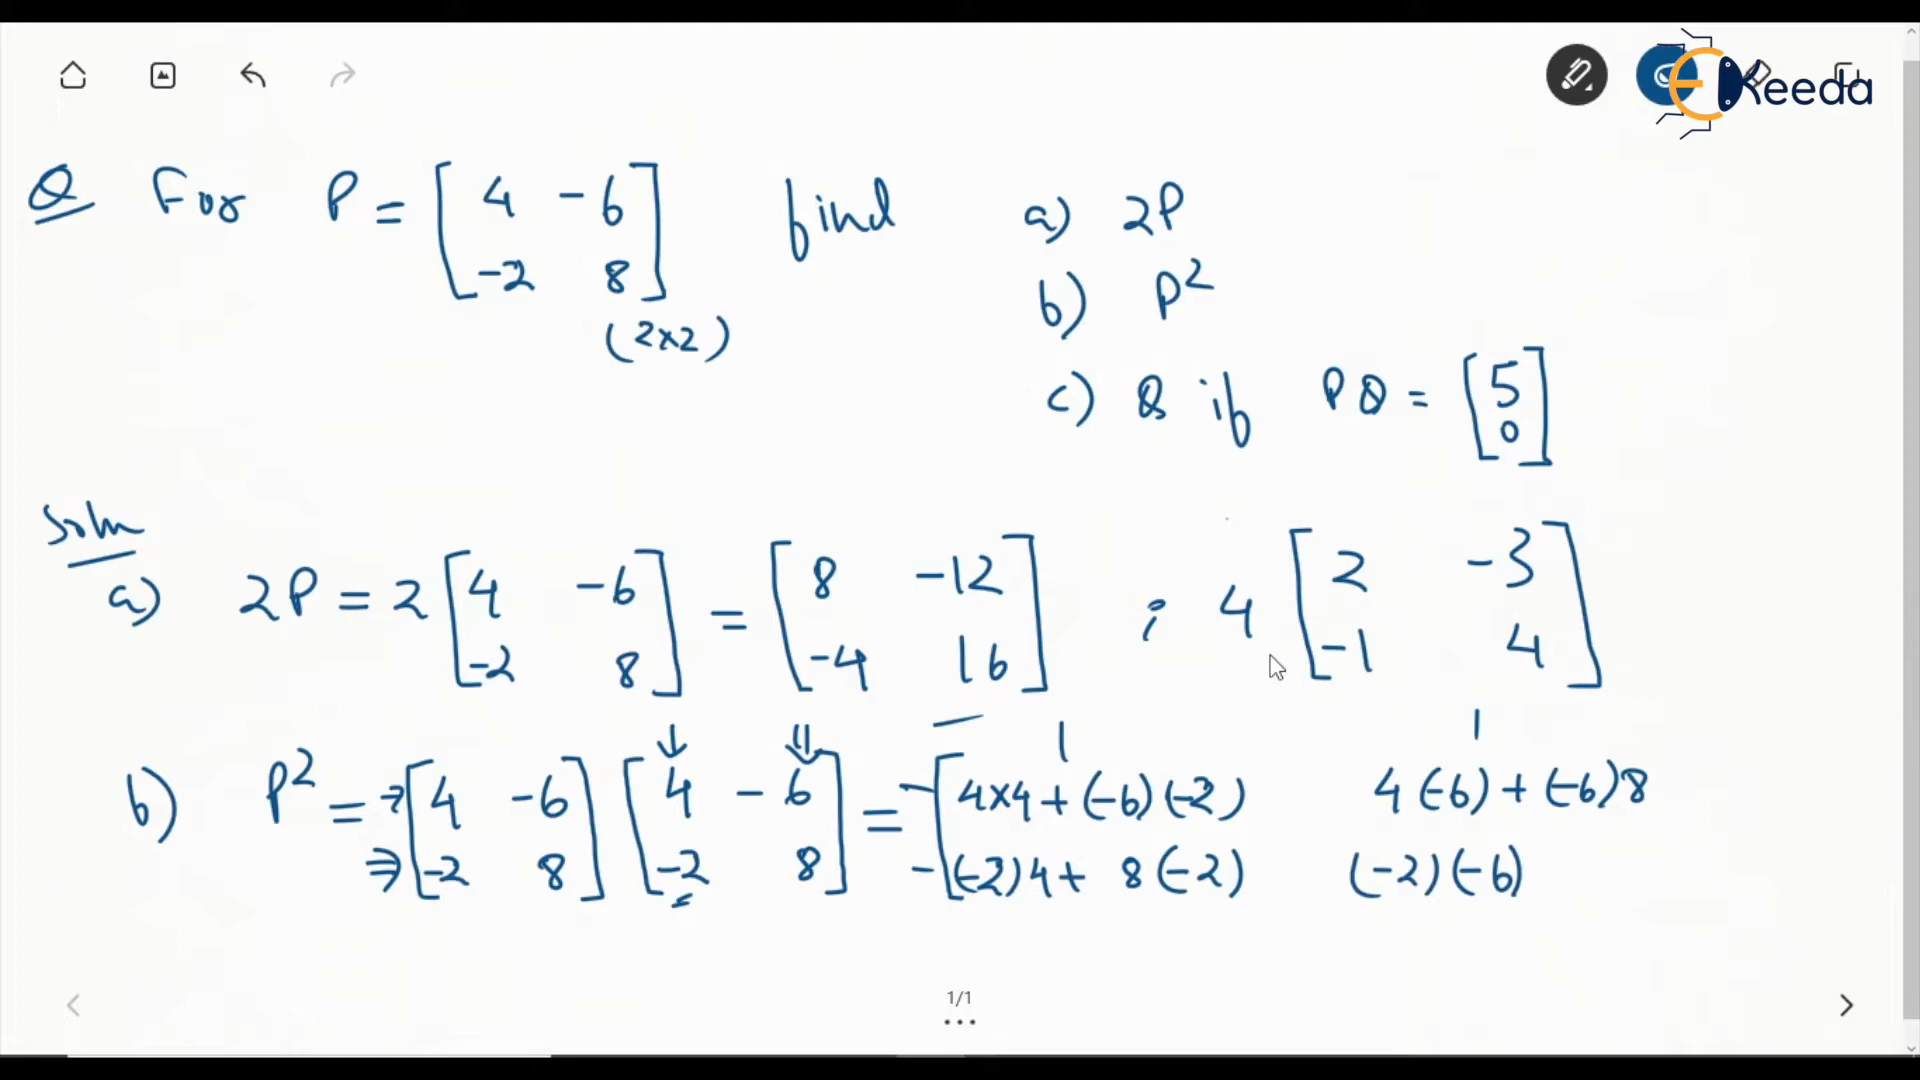 Keeda
Q For P = [4 -6
-2 8] find a) 2P
(2x2) b) P²
c) Q if PQ = [5
0]
Soln
a) 2P = 2 [4 -6
-2 8] = [8 -12
-4 16] ; 4 [2 -3
-1 4]
b) P² = [4 -6
-2 8] [4 -6
-2 8] = [4x4 + (-6)(-2) 4(-6) + (-6)8
(-2)4 + 8(-2) (-2)(-6)
1/1